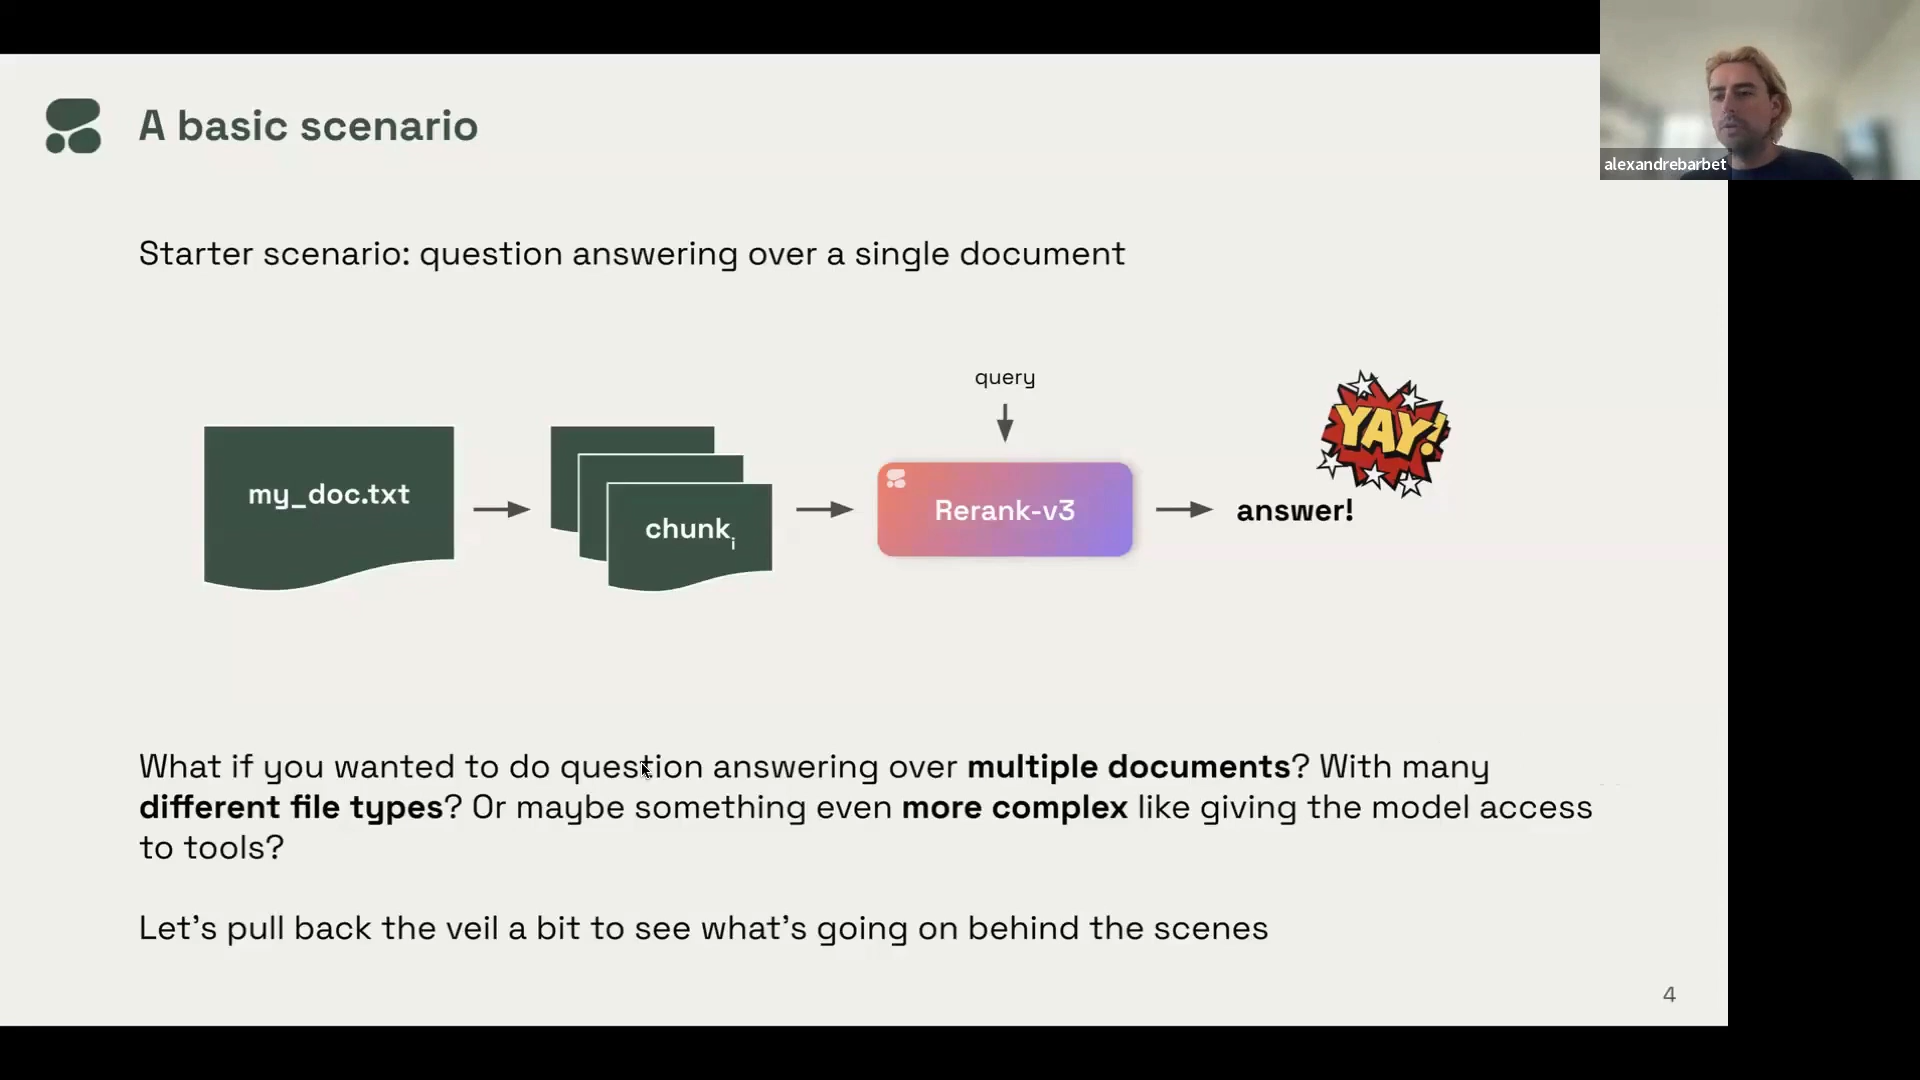 A basic scenario
alexandrebarbet
Starter scenario: question answering over a single document
query
YAY!
my_doc.txt
chunk i
Rerank-v3
answer!
What if you wanted to do question answering over multiple documents? With many
different file types? Or maybe something even more complex like giving the model access
to tools?
Let's pull back the veil a bit to see what's going on behind the scenes
4